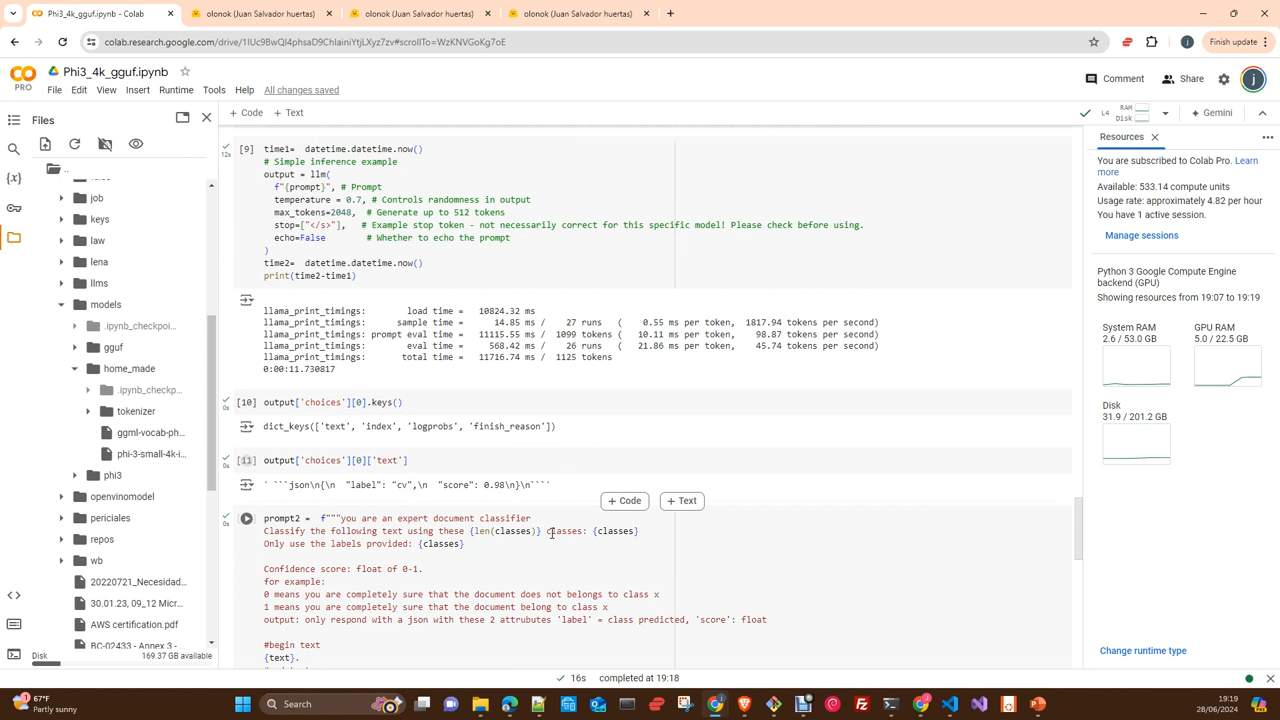 Phi3_4k_gguf.ipynb - Colab
olonok (Juan Salvador huertas)
olonok (Juan Salvador huertas)
olonok (Juan Salvador huertas)
Finish update
Phi3_4k_gguf.ipynb
PRO
File Edit View Insert Runtime Tools Help All changes saved
Comment
Share
j
+ Code + Text
L4
RAM
Disk
Gemini
Files
..
job
keys
law
lena
llms
models
.ipynb_checkpoi...
gguf
home_made
.ipynb_checkp...
tokenizer
ggml-vocab-ph...
phi-3-small-4k-i...
phi3
openvinomodel
periciales
repos
wb
20220721_Necesidad...
30.01.23, 09_12 Micr...
AWS certification.pdf
BC-02433 - Annex 3 -
Disk
169.37 GB available
12s
[9] time1= datetime.datetime.now()
# Simple inference example
output = llm(
f"{prompt}", # Prompt
temperature = 0.7, # Controls randomness in output
max_tokens=2048, # Generate up to 512 tokens
stop=["</s>"], # Example stop token - not necessarily correct for this specific model! Please check before using.
echo=False # Whether to echo the prompt
)
time2= datetime.datetime.now()
print(time2-time1)
llama_print_timings: load time = 10824.32 ms
llama_print_timings: sample time = 14.85 ms / 27 runs ( 0.55 ms per token, 1817.94 tokens per second)
llama_print_timings: prompt eval time = 11115.55 ms / 1099 tokens ( 10.11 ms per token, 98.87 tokens per second)
llama_print_timings: eval time = 568.42 ms / 26 runs ( 21.86 ms per token, 45.74 tokens per second)
llama_print_timings: total time = 11716.74 ms / 1125 tokens
0:00:11.730817
0s
[10] output['choices'][0].keys()
dict_keys(['text', 'index', 'logprobs', 'finish_reason'])
0s
[11] output['choices'][0]['text']
' ```json\n{\n "label": "cv",\n "score": 0.98\n}\n```'
+ Code + Text
0s
prompt2 = f"""you are an expert document classifier
Classify the following text using these {len(classes)} classes: {classes}
Only use the labels provided: {classes}
Confidence score: float of 0-1.
for example:
0 means you are completely sure that the document does not belongs to class x
1 means you are completely sure that the document belong to class x
output: only respond with a json with these 2 attrubutes 'label' = class predicted, 'score': float
#begin text
{text}.
Resources
You are subscribed to Colab Pro. Learn
more
Available: 533.14 compute units
Usage rate: approximately 4.82 per hour
You have 1 active session.
Manage sessions
Python 3 Google Compute Engine
backend (GPU)
Showing resources from 19:07 to 19:19
System RAM
2.6 / 53.0 GB
GPU RAM
5.0 / 22.5 GB
Disk
31.9 / 201.2 GB
Change runtime type
16s completed at 19:18
67°F
Partly sunny
Search
19:19
28/06/2024